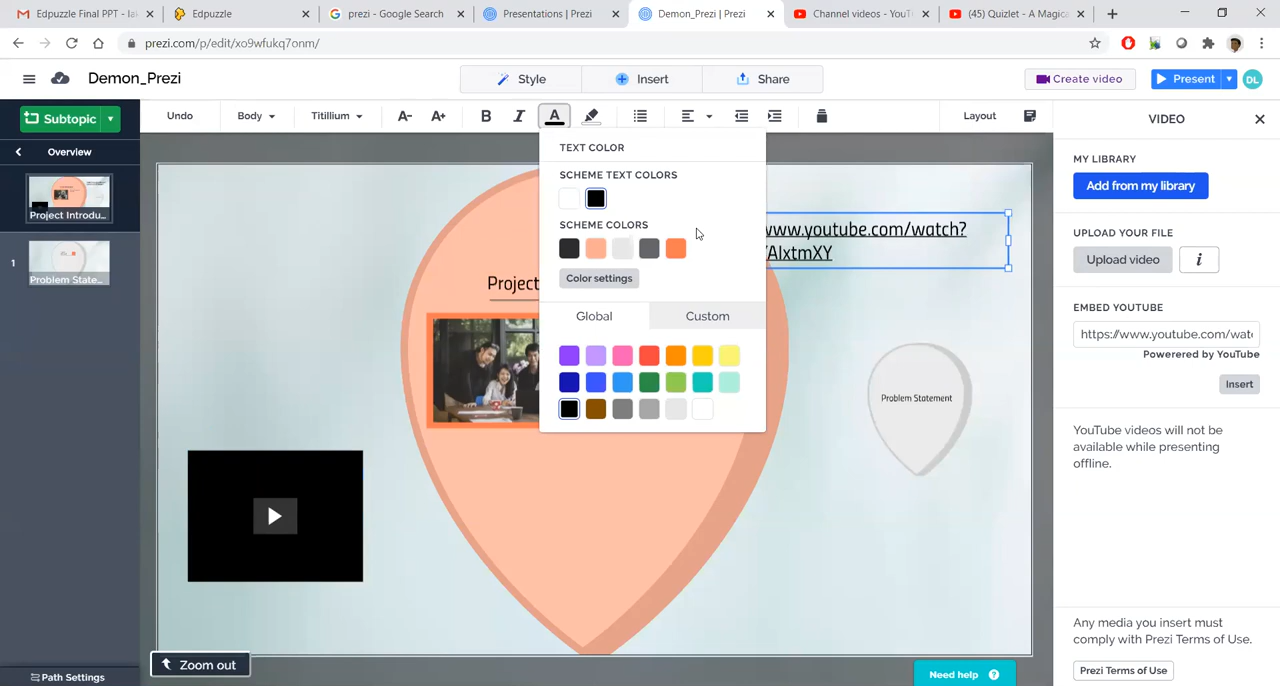 Edpuzzle Final PPT - lak
Edpuzzle
prezi - Google Search
Presentations | Prezi
Demon_Prezi | Prezi
Channel videos - YouT
(45) Quizlet - A Magica
prezi.com/p/edit/xo9wfukq7onm/
Demon_Prezi
Style
Insert
Share
Create video
Present
DL
Subtopic
Undo
Body
Titillium
A-
A+
B
I
A
Layout
VIDEO
Overview
Project Introdu...
1
Problem State...
Path Settings
TEXT COLOR
SCHEME TEXT COLORS
SCHEME COLORS
Color settings
Global
Custom
www.youtube.com/watch?
/AIxtmXY
Project
Problem Statement
Zoom out
Need help ?
MY LIBRARY
Add from my library
UPLOAD YOUR FILE
Upload video
i
EMBED YOUTUBE
https://www.youtube.com/wat
Powerered by YouTube
Insert
YouTube videos will not be
available while presenting
offline.
Any media you insert must
comply with Prezi Terms of Use.
Prezi Terms of Use